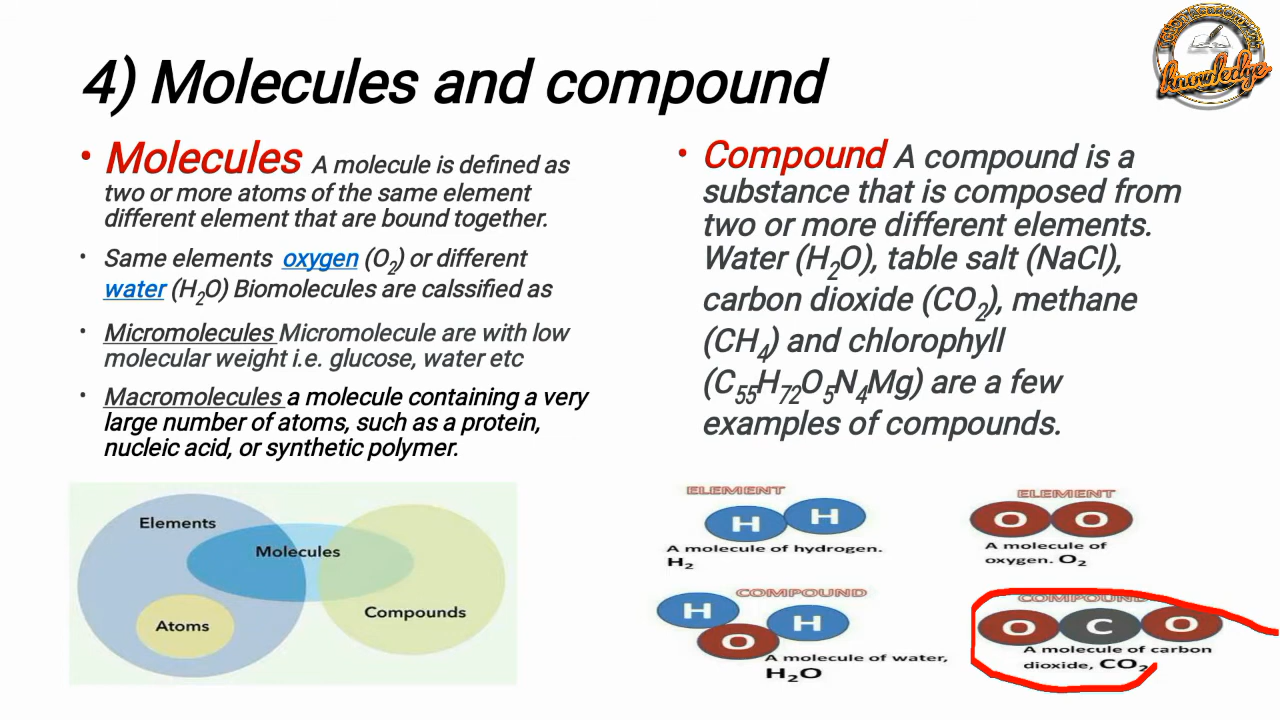 knowledge
4) Molecules and compound
• Molecules A molecule is defined as
two or more atoms of the same element
different element that are bound together.
• Same elements oxygen (O2) or different
water (H2O) Biomolecules are calssified as
• Micromolecules Micromolecule are with low
molecular weight i.e. glucose, water etc
• Macromolecules a molecule containing a very
large number of atoms, such as a protein,
nucleic acid, or synthetic polymer.
• Compound A compound is a
substance that is composed from
two or more different elements.
Water (H2O), table salt (NaCl),
carbon dioxide (CO2), methane
(CH4) and chlorophyll
(C55H72O5N4Mg) are a few
examples of compounds.
Elements
Molecules
Compounds
Atoms
ELEMENT
H H
A molecule of hydrogen.
H2
ELEMENT
O O
A molecule of
oxygen. O2
COMPOUND
H O H
A molecule of water,
H2O
COMPOUND
O C O
A molecule of carbon
dioxide, CO2